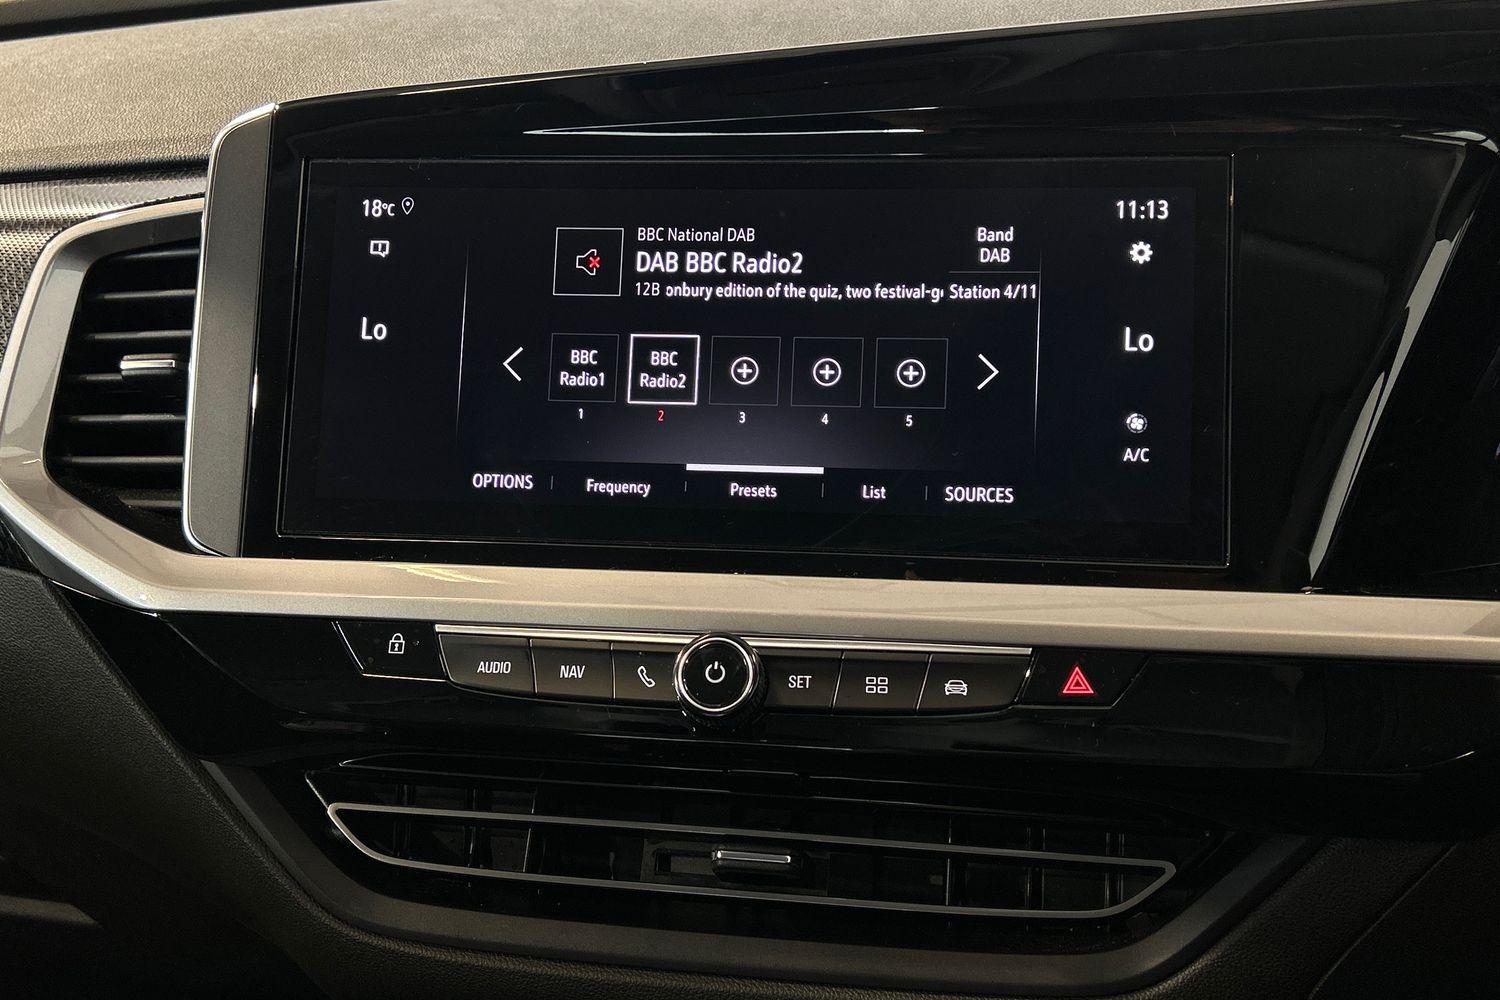 18°C
11:13
BBC National DAB
DAB BBC Radio2
12B onbury edition of the quiz, two festival-g
Band
DAB
Station 4/11
Lo
Lo
BBC
Radio1
BBC
Radio2
1
2
3
4
5
A/C
OPTIONS
Frequency
Presets
List
SOURCES
AUDIO
NAV
SET